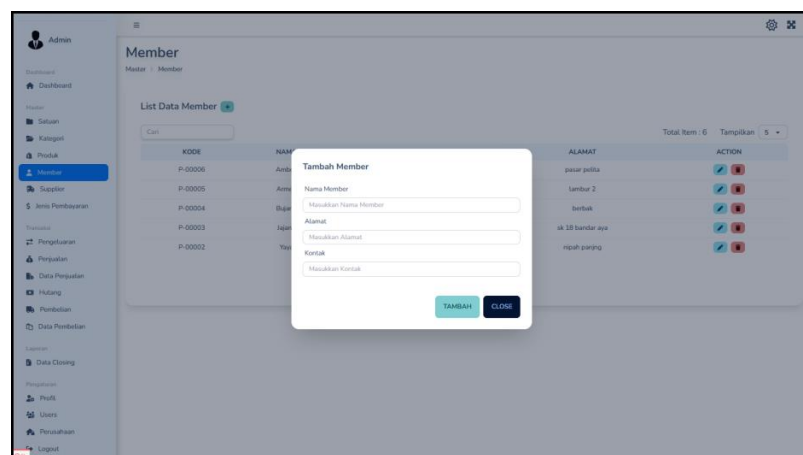 Admin
Dashboard
Dashboard
Master
Satuan
Kategori
Produk
Member
Supplier
Jenis Pembayaran
Transaksi
Pengeluaran
Penjualan
Data Penjualan
Hutang
Pembelian
Data Pembelian
Laporan
Data Closing
Pengaturan
Profil
Users
Perusahaan
Logout
Member
Master > Member
List Data Member +
Cari
Total Item : 6 Tampilkan 5
KODE NAM ALAMAT ACTION
P-00006 pasar pelita
P-00005 tambur 2
P-00004 berbak
P-00003 sk 18 bandar aya
P-00002 nipah panjng
Tambah Member
Nama Member
Masukkan Nama Member
Alamat
Masukkan Alamat
Kontak
Masukkan Kontak
TAMBAH CLOSE